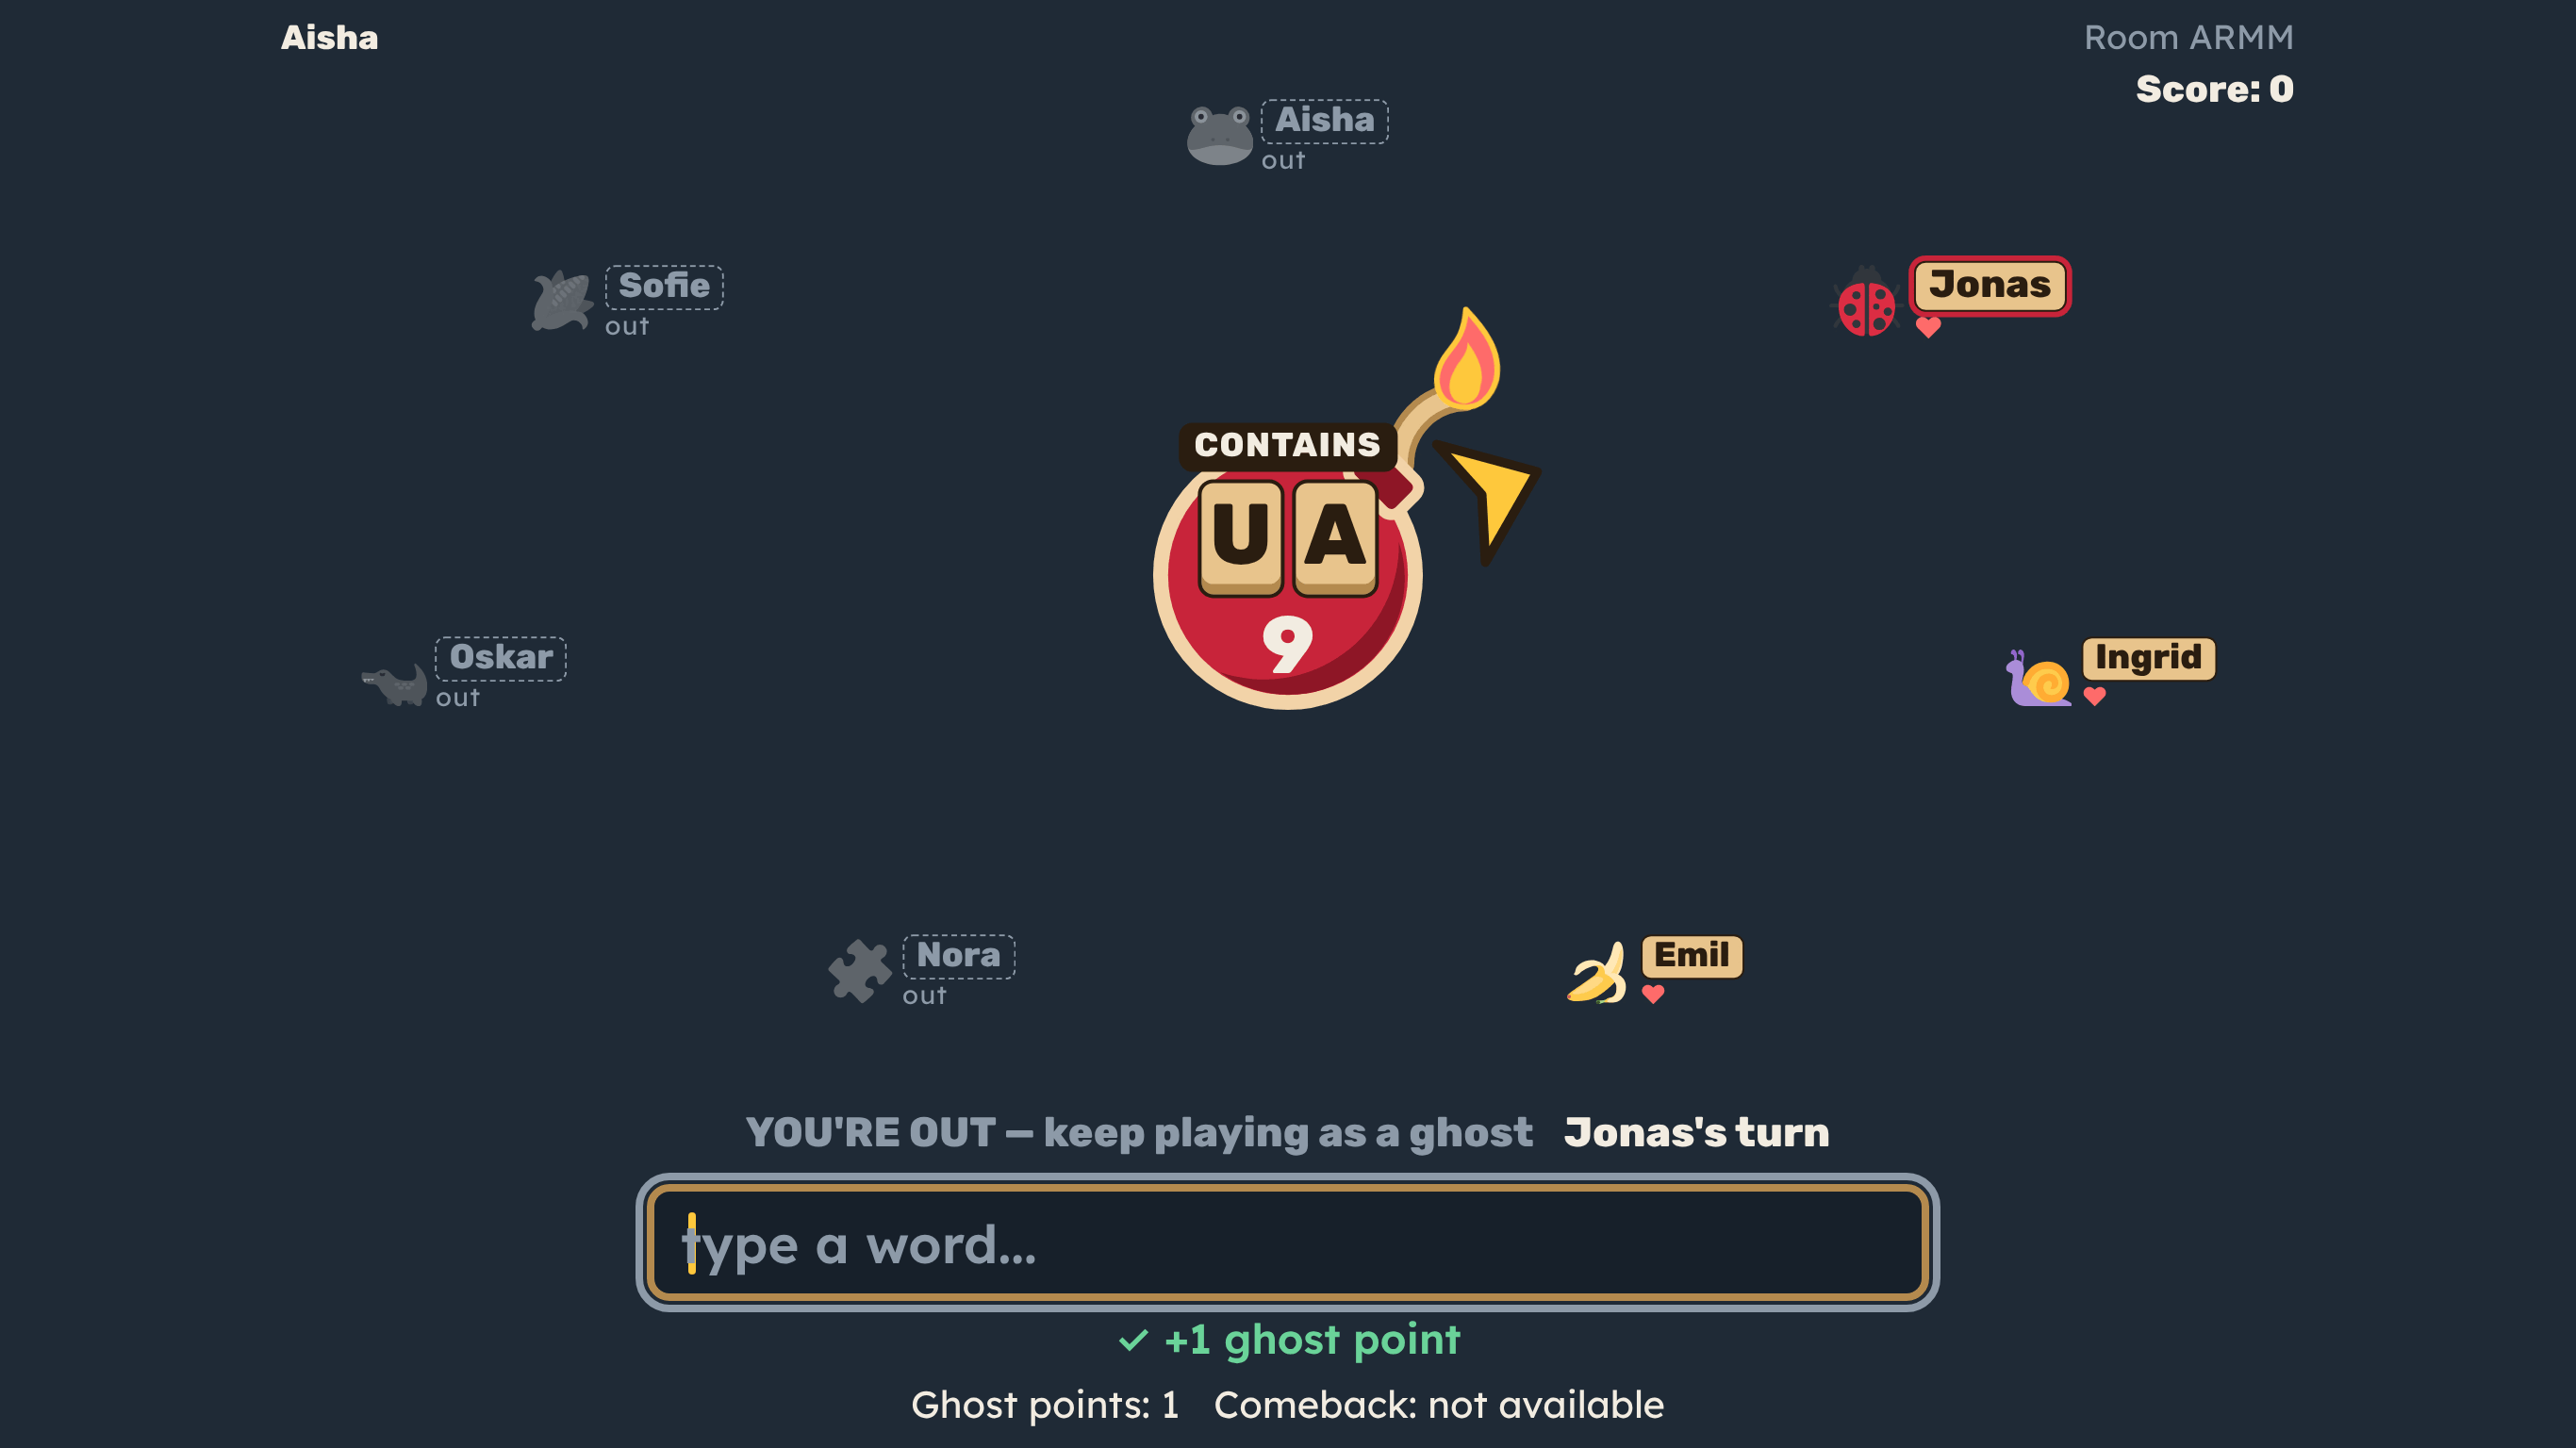 Aisha
Room ARMM
Score: 0
Aisha
out
Sofie
out
Jonas
CONTAINS
UA
9
Oskar
out
Ingrid
Nora
out
Emil
YOU'RE OUT — keep playing as a ghost Jonas's turn
type a word...
✓ +1 ghost point
Ghost points: 1 Comeback: not available